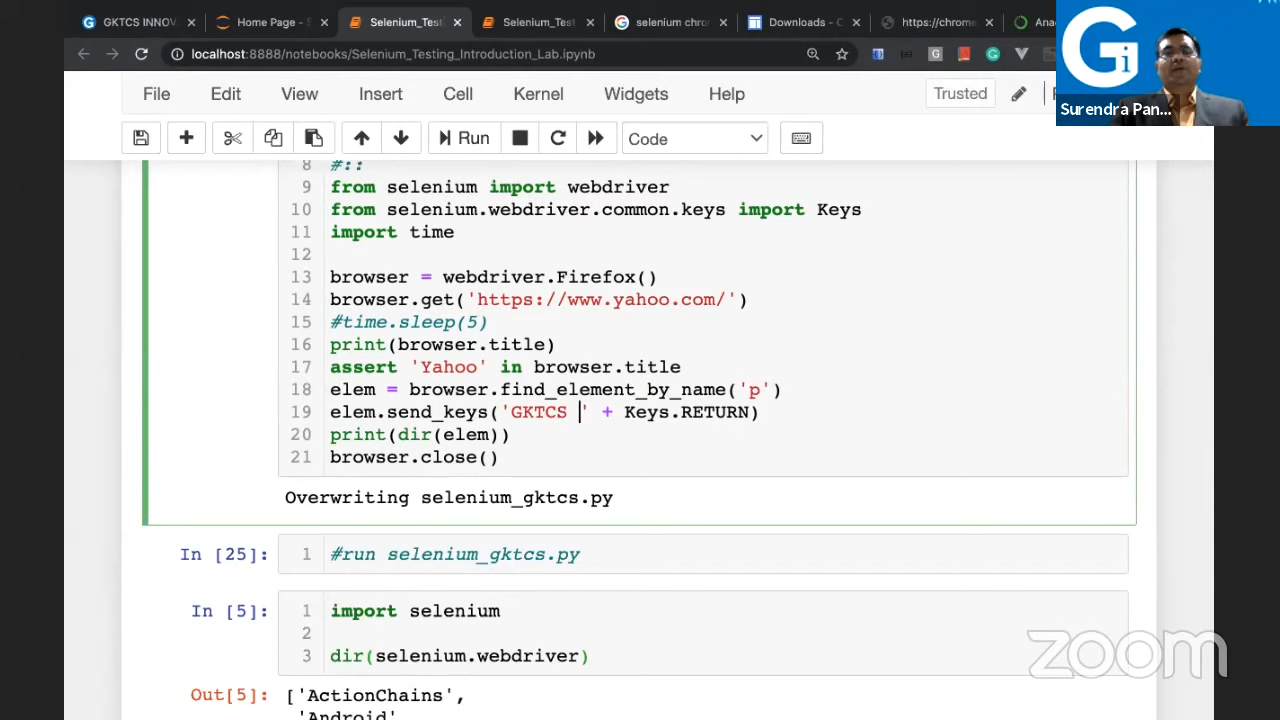 GKTCS INNOV
Home Page - S
Selenium_Test
Selenium_Test
selenium chro
Downloads - C
https://chrome
Ana
localhost:8888/notebooks/Selenium_Testing_Introduction_Lab.ipynb
Gi
Surendra Pan...
File Edit View Insert Cell Kernel Widgets Help Trusted
Run Code
8 #::
9 from selenium import webdriver
10 from selenium.webdriver.common.keys import Keys
11 import time
12
13 browser = webdriver.Firefox()
14 browser.get('https://www.yahoo.com/')
15 #time.sleep(5)
16 print(browser.title)
17 assert 'Yahoo' in browser.title
18 elem = browser.find_element_by_name('p')
19 elem.send_keys('GKTCS ' + Keys.RETURN)
20 print(dir(elem))
21 browser.close()
Overwriting selenium_gktcs.py
In [25]: 1 #run selenium_gktcs.py
In [5]: 1 import selenium
2
3 dir(selenium.webdriver)
Out[5]: ['ActionChains',
'Android'
zoom